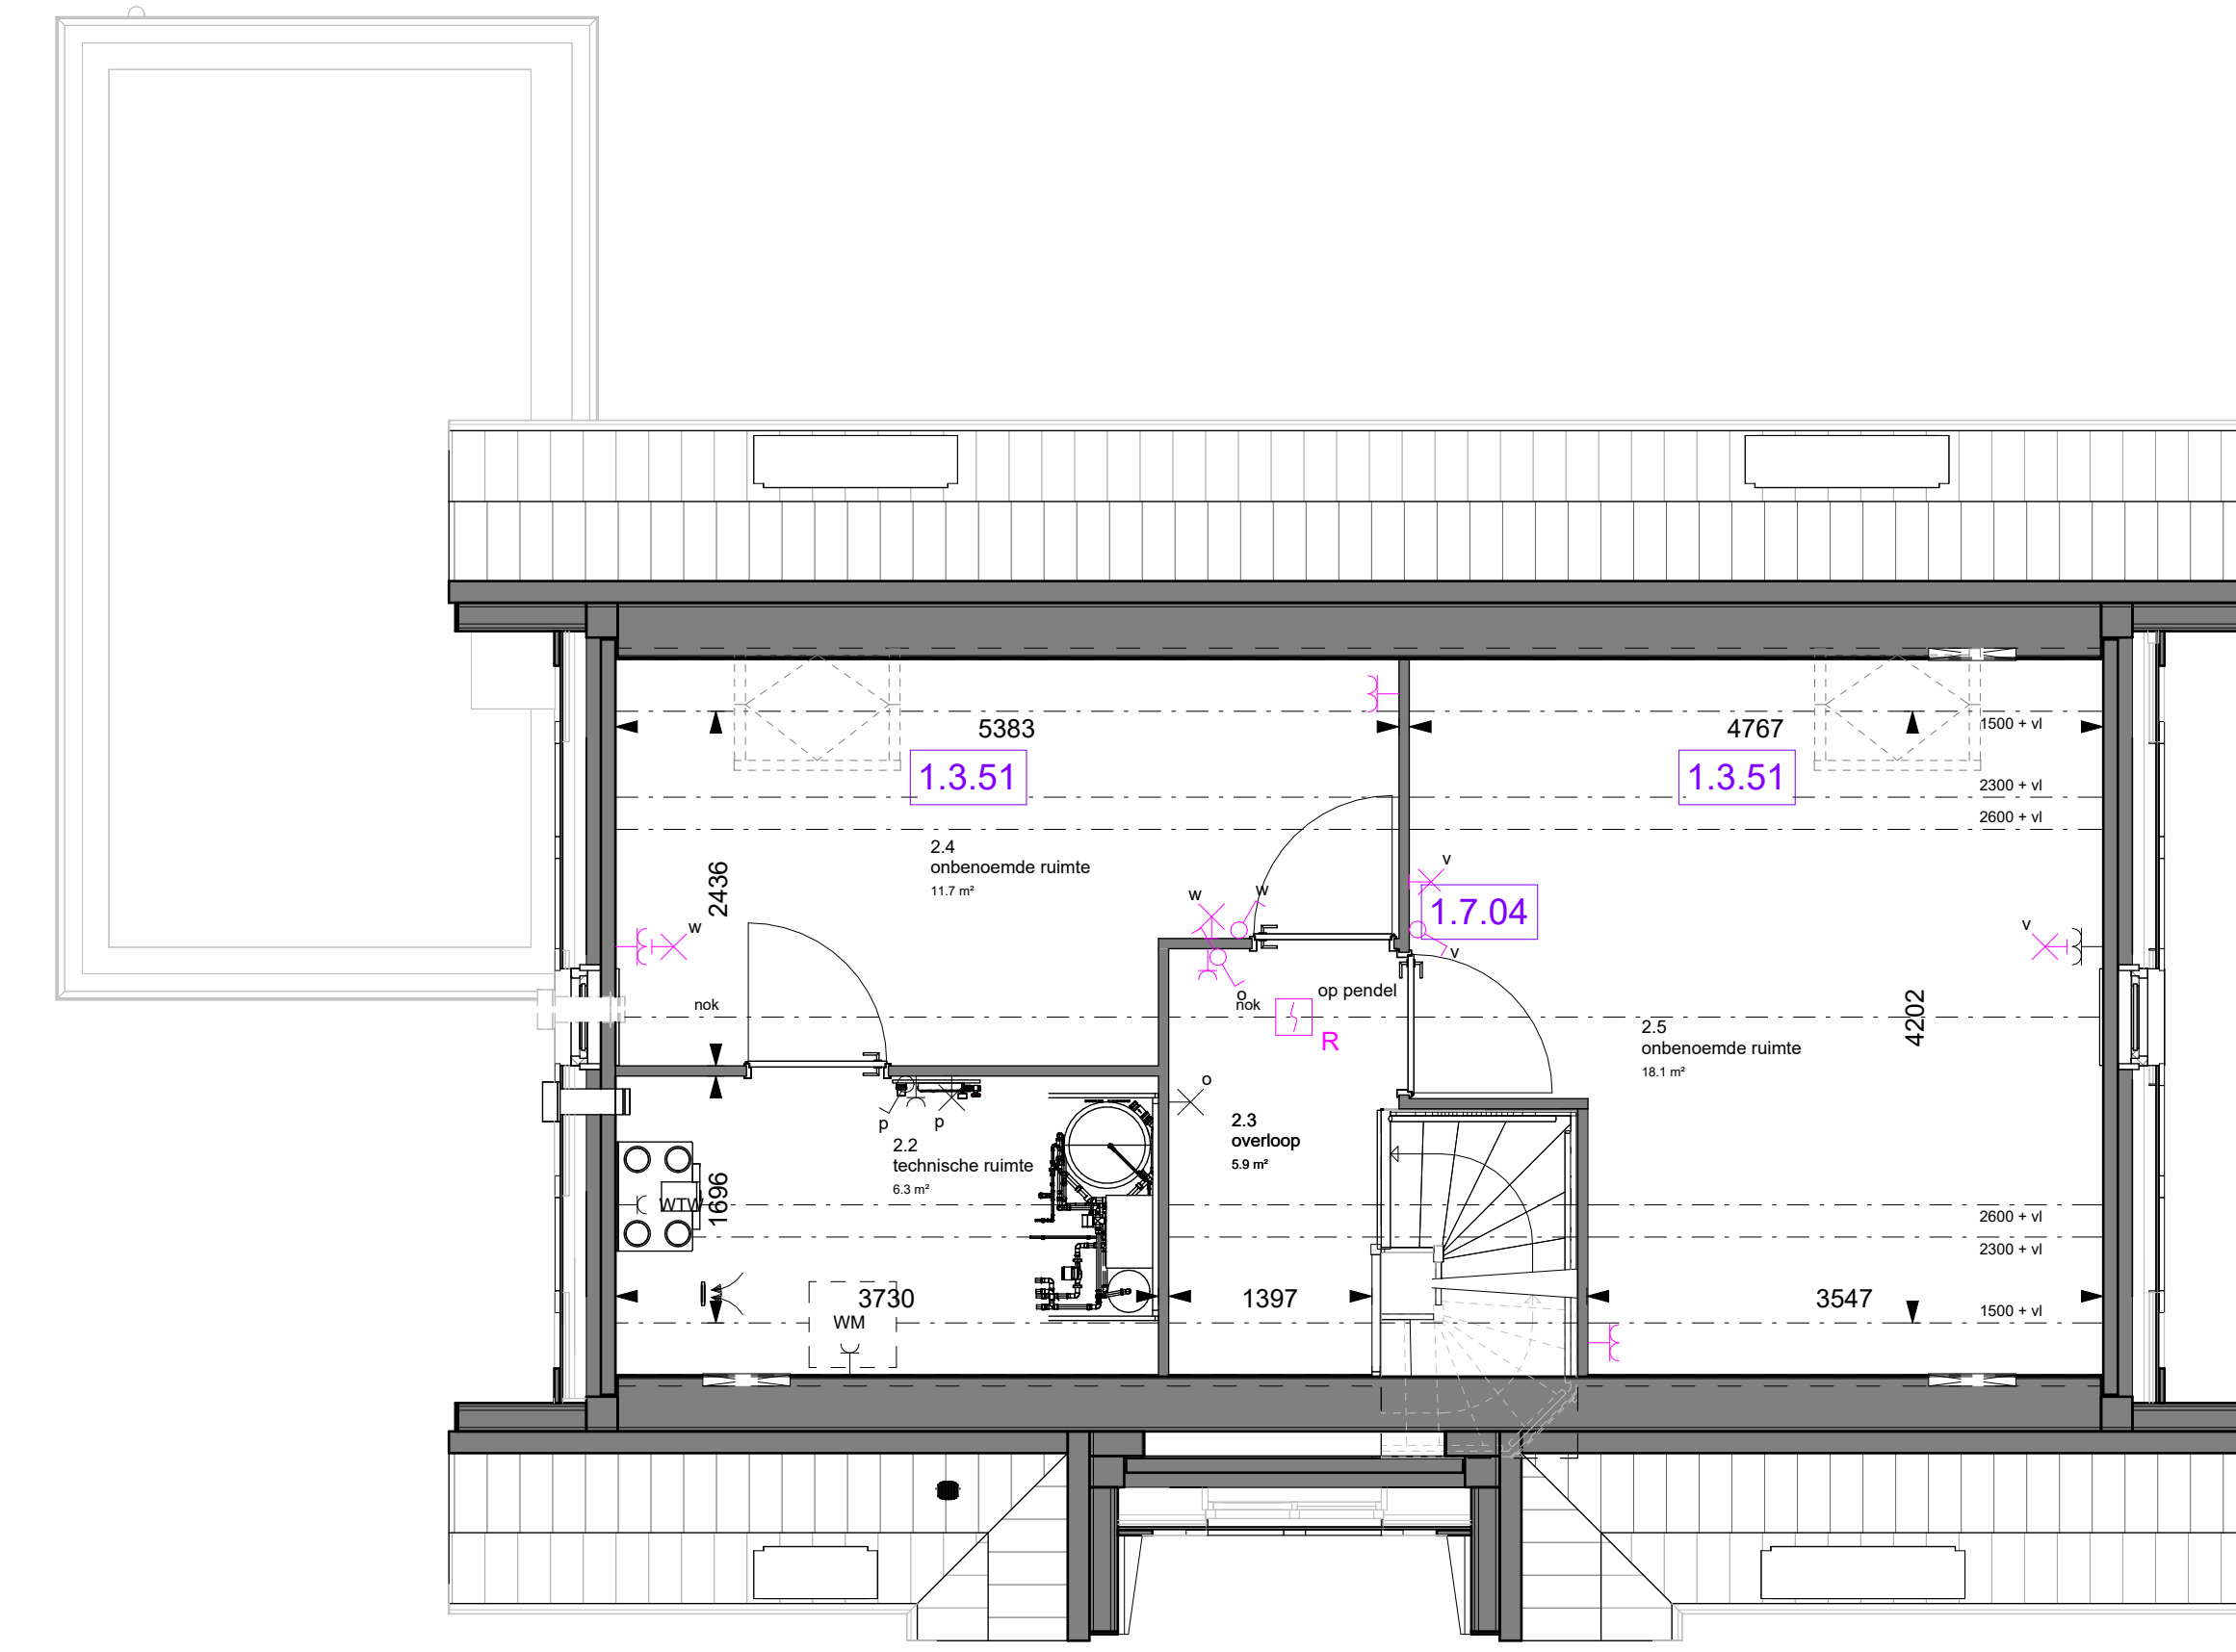 5383
4767
1500 + vl
1.3.51
1.3.51
2300 + vl
2600 + vl
2.4
onbenoemde ruimte
11.7 m²
2436
v
w
w
1.7.04
w
v
v
nok
o
nok
op pendel
R
2.5
onbenoemde ruimte
18.1 m²
4202
o
p
p
2.2
technische ruimte
6.3 m²
2.3
overloop
5.9 m²
WTW
1696
2600 + vl
2300 + vl
3730
1397
3547
1500 + vl
WM